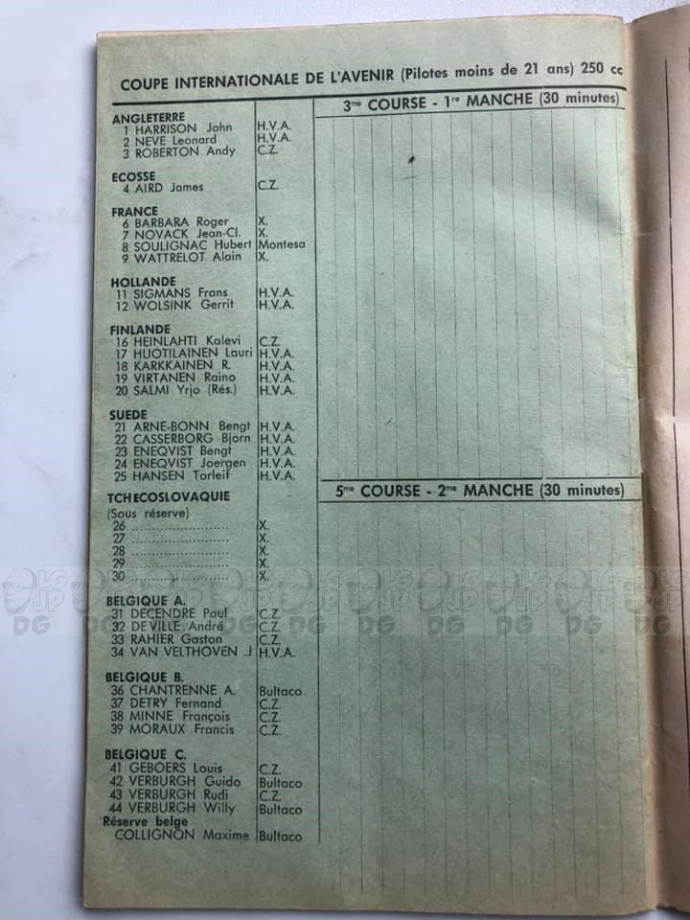 COUPE INTERNATIONALE DE L'AVENIR (Pilotes moins de 21 ans) 250 cc
3me COURSE - 1re MANCHE (30 minutes)
ANGLETERRE
1 HARRISON John H.V.A.
2 NEVE Leonard H.V.A.
3 ROBERTON Andy C.Z.
ECOSSE
4 AIRD James C.Z.
FRANCE
6 BARBARA Roger X.
7 NOVACK Jean-Cl. X.
8 SOULIGNAC Hubert Montesa
9 WATTRELOT Alain X.
HOLLANDE
11 SIGMANS Frans H.V.A.
12 WOLSINK Gerrit H.V.A.
FINLANDE
16 HEINLAHTI Kalevi C.Z.
17 HUOTILAINEN Lauri H.V.A.
18 KARKKAINEN R. H.V.A.
19 VIRTANEN Raino H.V.A.
20 SALMI Yrjo (Rés.) H.V.A.
SUEDE
21 ARNE-BONN Bengt H.V.A.
22 CASSERBORG Bjorn H.V.A.
23 ENEQVIST Bengt H.V.A.
24 ENEQVIST Joergen H.V.A.
25 HANSEN Torleif H.V.A.
5me COURSE - 2me MANCHE (30 minutes)
TCHECOSLOVAQUIE
(Sous réserve)
26 ........................ X.
27 ........................ X.
28 ........................ X.
29 ........................ X.
30 ........................ X.
BELGIQUE A.
31 DECENDRE Paul C.Z.
32 DEVILLE André C.Z.
33 RAHIER Gaston C.Z.
34 VAN VELTHOVEN J H.V.A.
BELGIQUE B.
36 CHANTRENNE A. Bultaco
37 DETRY Fernand C.Z.
38 MINNE François C.Z.
39 MORAUX Francis C.Z.
BELGIQUE C.
41 GEBOERS Louis C.Z.
42 VERBURGH Guido Bultaco
43 VERBURGH Rudi C.Z.
44 VERBURGH Willy Bultaco
Réserve belge
COLLIGNON Maxime Bultaco